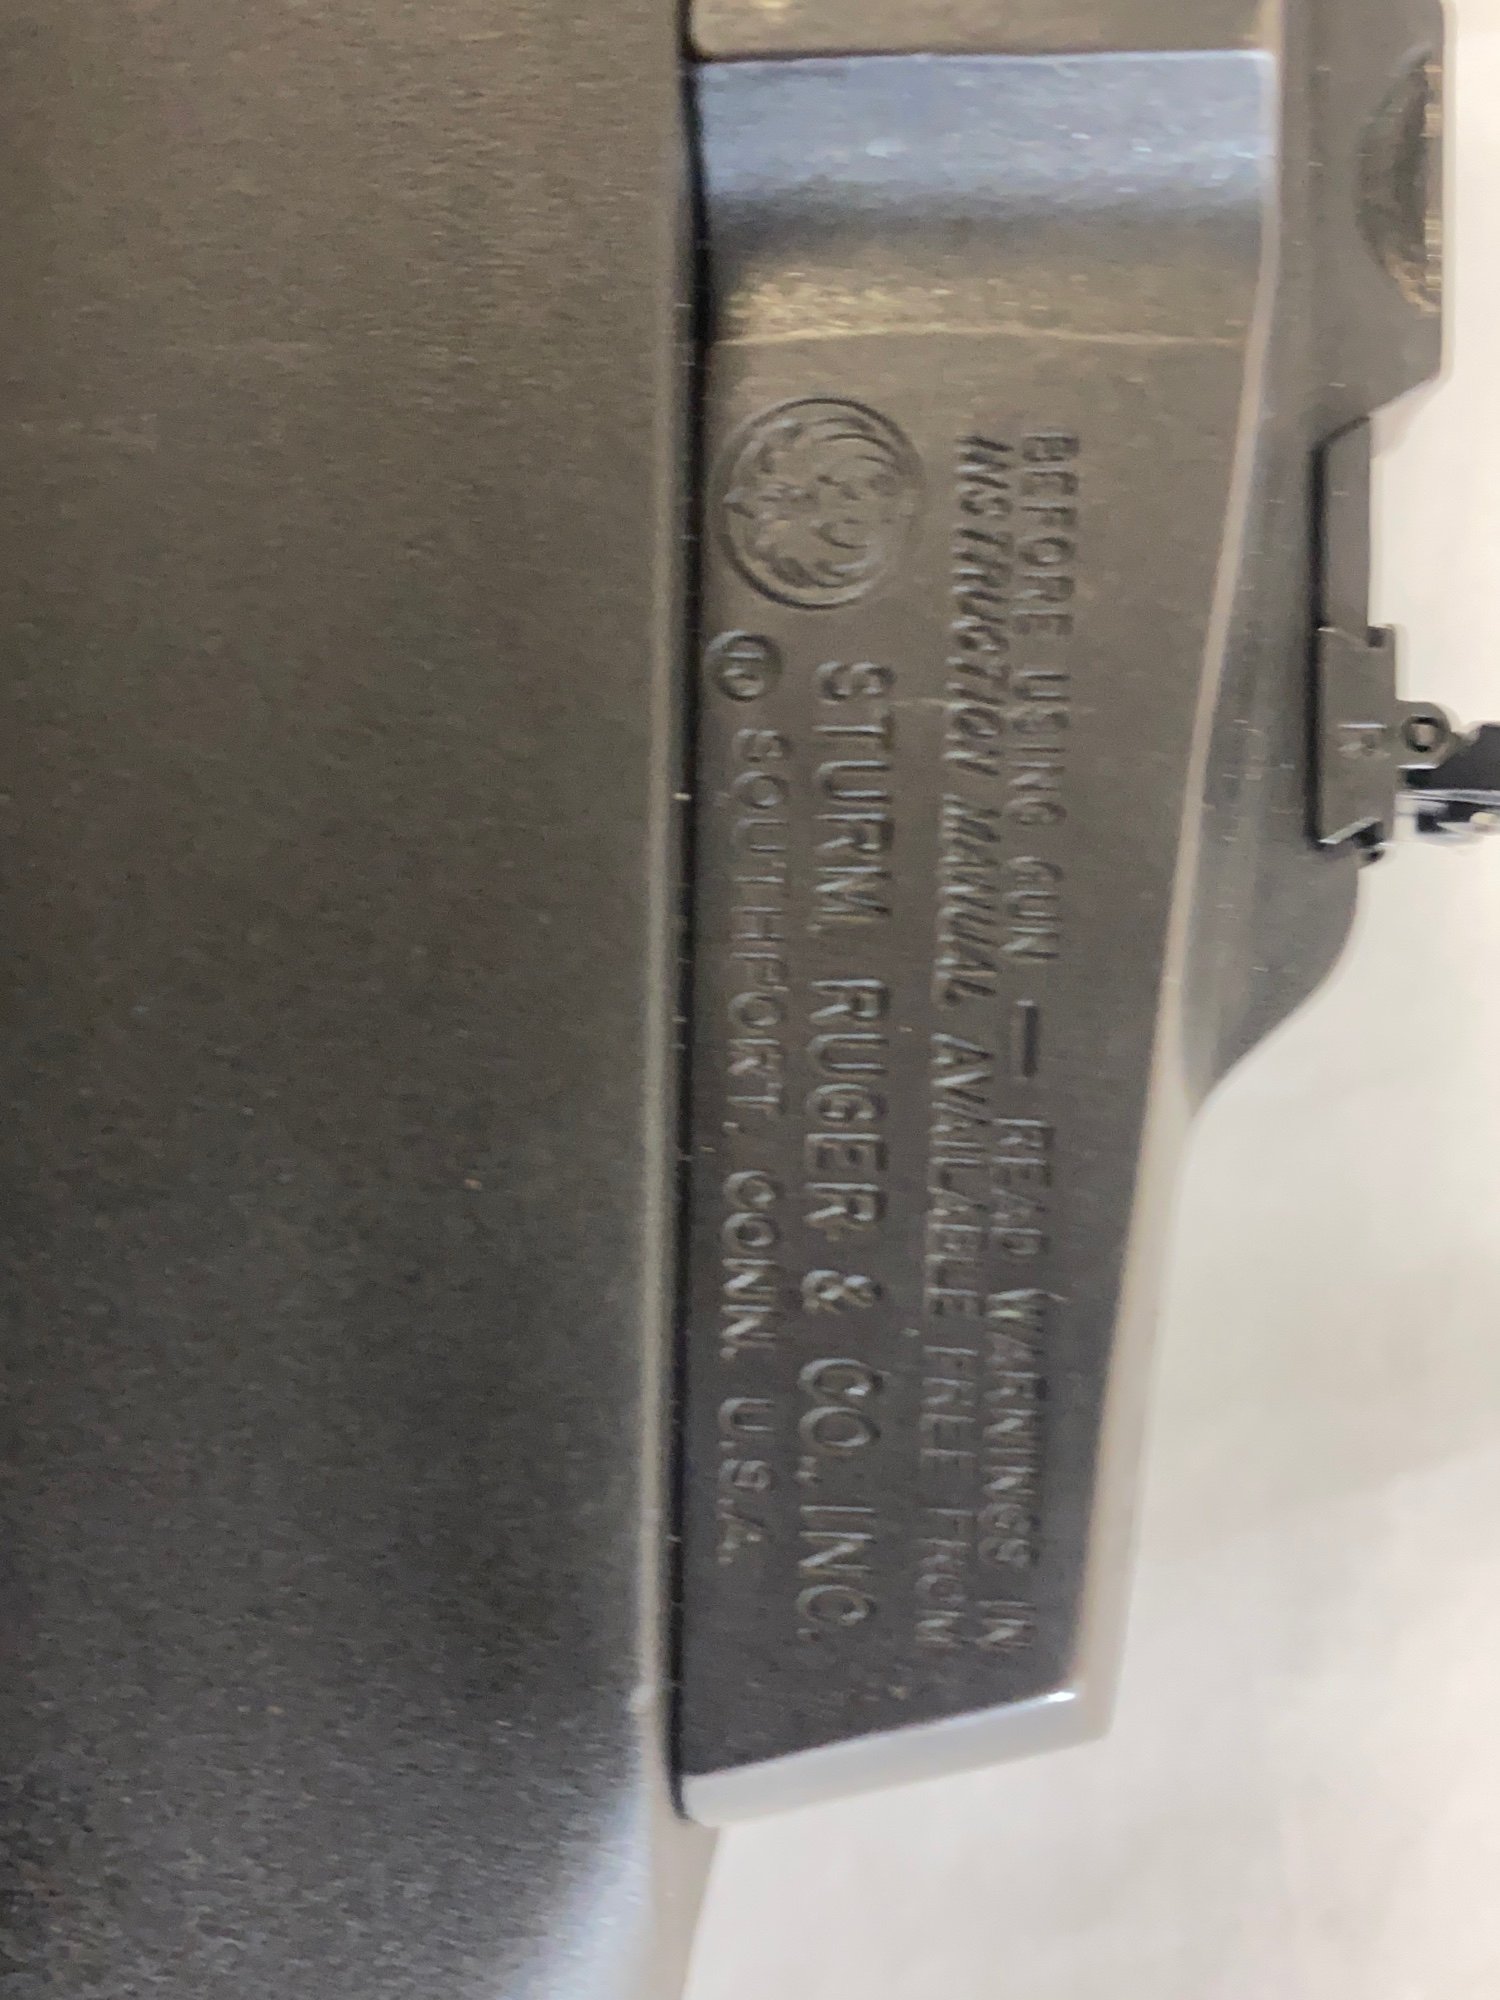 BEFORE USING GUN — READ WARNINGS IN
INSTRUCTION MANUAL AVAILABLE FREE FROM
STURM, RUGER & CO., INC.
® SOUTHPORT, CONN. U.S.A.